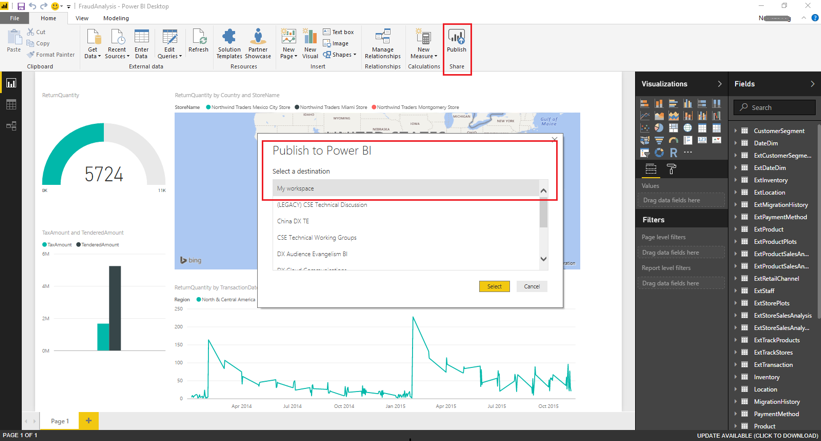 FraudAnalysis - Power BI Desktop
File
Home
View
Modeling
Paste
Cut
Copy
Format Painter
Clipboard
Get Data
Recent Sources
Enter Data
Edit Queries
External data
Refresh
Solution Templates
Partner Showcase
Resources
New Page
New Visual
Text box
Image
Shapes
Insert
Manage Relationships
Relationships
New Measure
Calculations
Publish
Share
ReturnQuantity
5724
0K
11K
ReturnQuantity by Country and StoreName
StoreName
Northwind Traders Mexico City Store
Northwind Traders Miami Store
Northwind Traders Montgomery Store
Gulf of
Mexico
bing
Publish to Power BI
Select a destination
My workspace
(LEGACY) CSE Technical Discussion
China DX TE
CSE Technical Working Groups
DX Audience Evangelism BI
Select
Cancel
TaxAmount and TenderedAmount
TaxAmount
TenderedAmount
6M
4M
2M
0M
ReturnQuantity by TransactionDate
Region
North & Central America
250
200
150
100
50
0
Apr 2014
Jul 2014
Oct 2014
Jan 2015
Apr 2015
Jul 2015
Oct 2015
Visualizations
R
Values
Drag data fields here
Filters
Page level filters
Drag data fields here
Report level filters
Drag data fields here
Fields
Search
CustomerSegment
DateDim
ExtCustomerSegme...
ExtDateDim
ExtInventory
ExtLocation
ExtMigrationHistory
ExtPaymentMethod
ExtProduct
ExtProductPlots
ExtProductSalesAn...
ExtProductSalesAn...
ExtRetailChannel
ExtStaff
ExtStorePlots
ExtStoreSalesAnalysis
ExtStoreSalesAnaly...
ExtTrackProducts
ExtTrackStores
ExtTransaction
Inventory
Location
MigrationHistory
PaymentMethod
Product
Page 1
PAGE 1 OF 1
UPDATE AVAILABLE (CLICK TO DOWNLOAD)